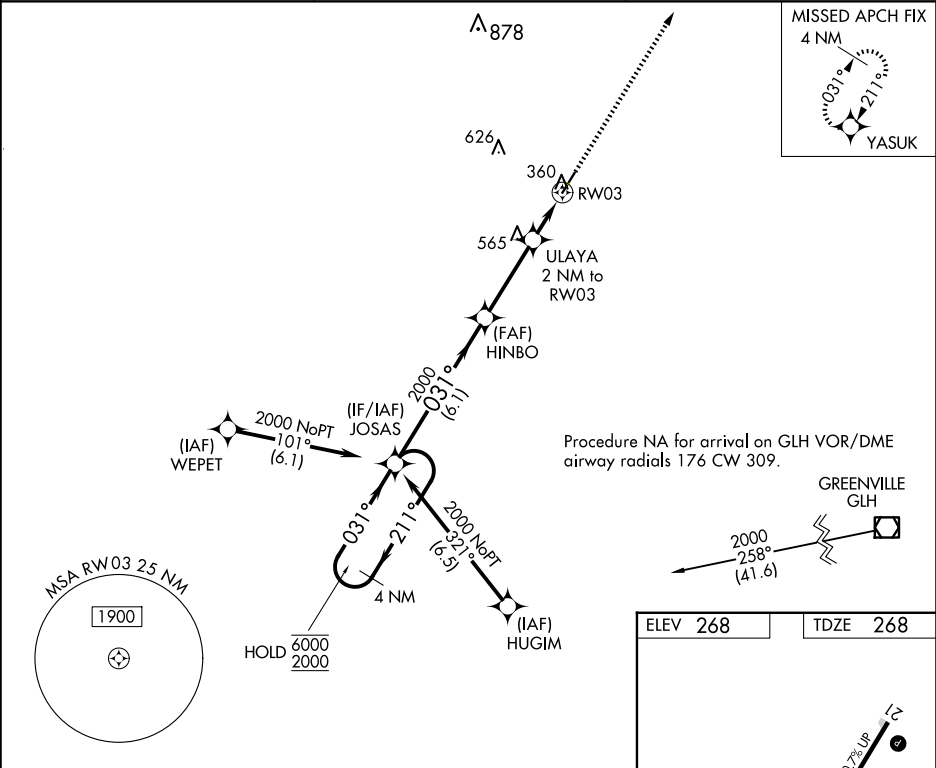 MISSED APCH FIX
4 NM
031°
211°
YASUK
878
626
360
RW03
565
ULAYA
2 NM to
RW03
(FAF)
HINBO
2000
031°
(6.1)
(IF/IAF)
JOSAS
2000 NoPT
101°
(6.1)
(IAF)
WEPET
Procedure NA for arrival on GLH VOR/DME
airway radials 176 CW 309.
GREENVILLE
GLH
2000
258°
(41.6)
031°
211°
4 NM
2000 NoPT
321°
(6.5)
(IAF)
HUGIM
HOLD 6000
2000
MSA RW03 25 NM
1900
ELEV 268
TDZE 268
21
P
0.7% UP